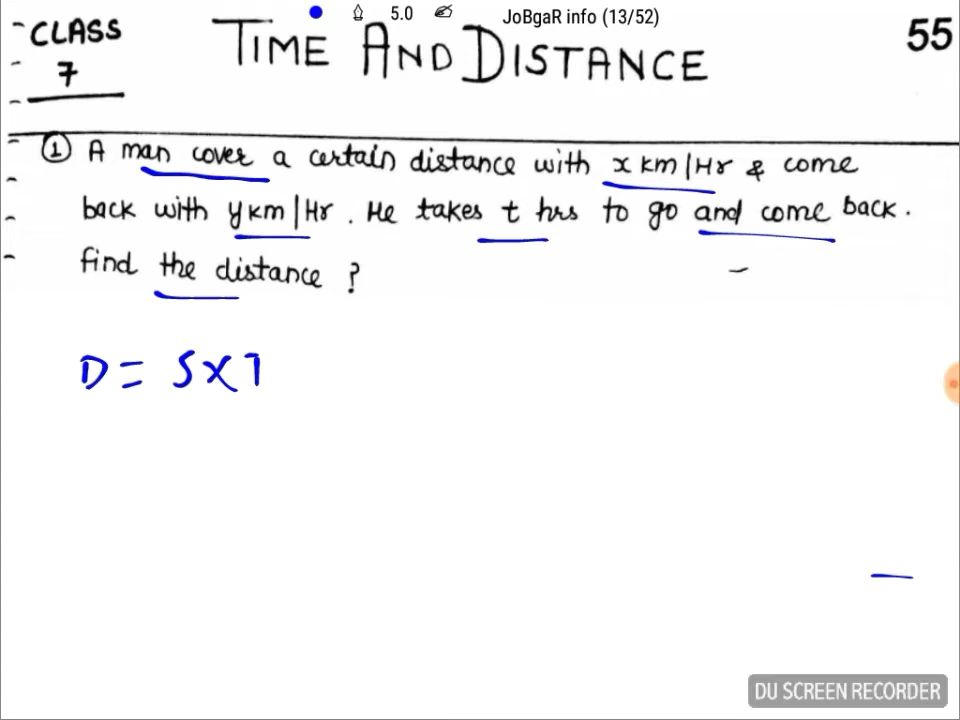 5.0 JoBgaR info (13/52)
CLASS
7
TIME AND DISTANCE
55
① A man cover a certain distance with x km/Hr & come
back with y km/Hr. He takes t hrs to go and come back.
find the distance ?
D = S X T
DU SCREEN RECORDER